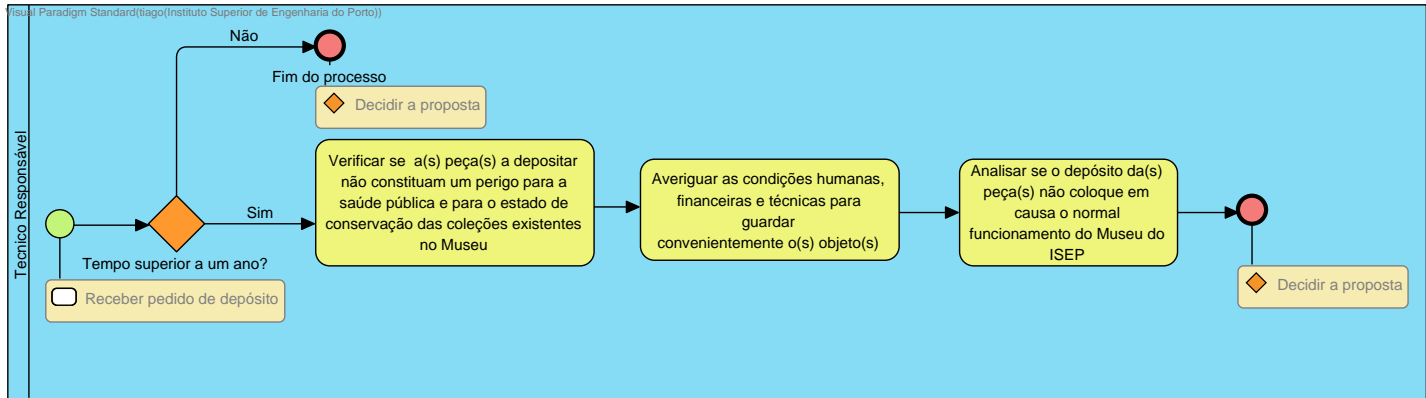 Visual Paradigm Standard(tiago(Instituto Superior de Engenharia do Porto))
Tecnico Responsável
Não
Fim do processo
Decidir a proposta
Sim
Tempo superior a um ano?
Receber pedido de depósito
Verificar se a(s) peça(s) a depositar
não constituam um perigo para a
saúde pública e para o estado de
conservação das coleções existentes
no Museu
Averiguar as condições humanas,
financeiras e técnicas para
guardar
convenientemente o(s) objeto(s)
Analisar se o depósito da(s)
peça(s) não coloque em
causa o normal
funcionamento do Museu do
ISEP
Decidir a proposta